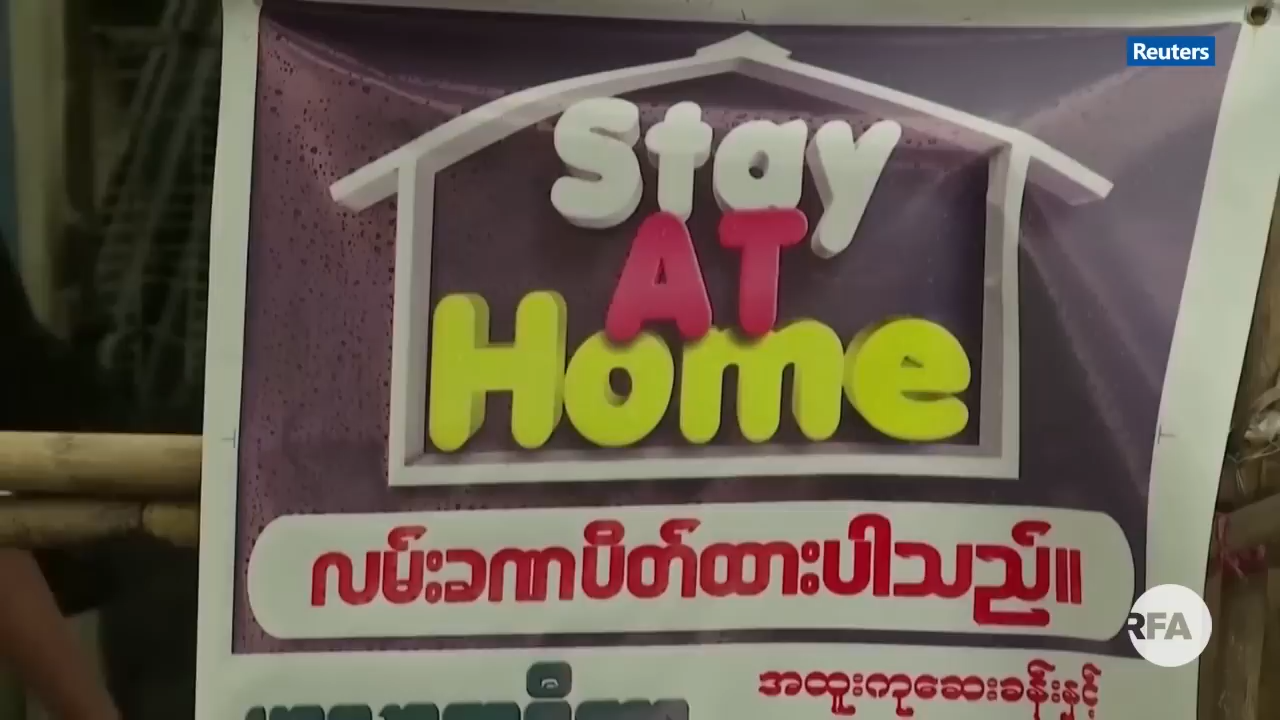 Reuters
Stay
AT
Home
လမ်းခဏပိတ်ထားပါသည်။
RFA
အထူးကုဆေးခန်းနှင့်